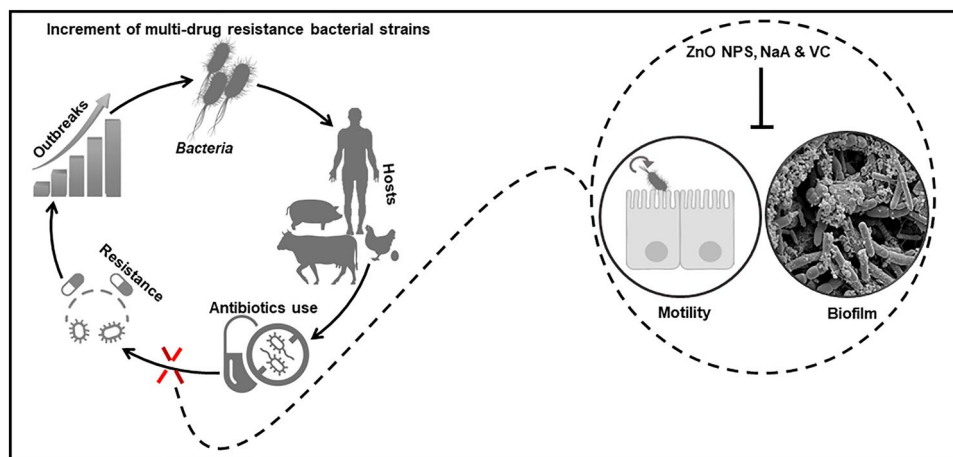 Increment of multi-drug resistance bacterial strains
Outbreaks
Bacteria
Hosts
Resistance
Antibiotics use
ZnO NPS, NaA & VC
Motility
Biofilm